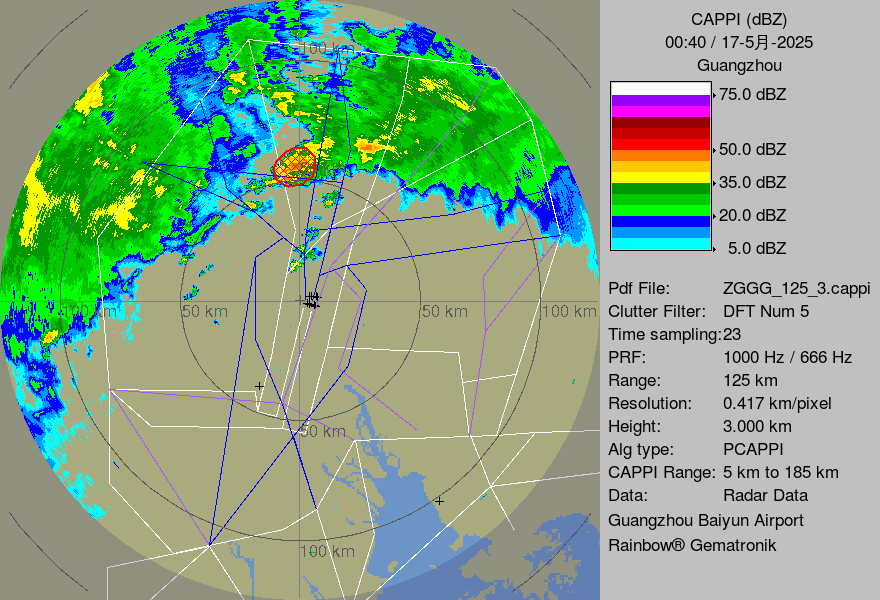 CAPPI (dBZ)
00:40 / 17-5月-2025
Guangzhou
75.0 dBZ
50.0 dBZ
35.0 dBZ
20.0 dBZ
5.0 dBZ
Pdf File: ZGGG_125_3.cappi
Clutter Filter: DFT Num 5
Time sampling:23
PRF: 1000 Hz / 666 Hz
Range: 125 km
Resolution: 0.417 km/pixel
Height: 3.000 km
Alg type: PCAPPI
CAPPI Range: 5 km to 185 km
Data: Radar Data
Guangzhou Baiyun Airport
Rainbow® Gematronik
100 km
100 km
50 km
50 km
100 km
50 km
100 km